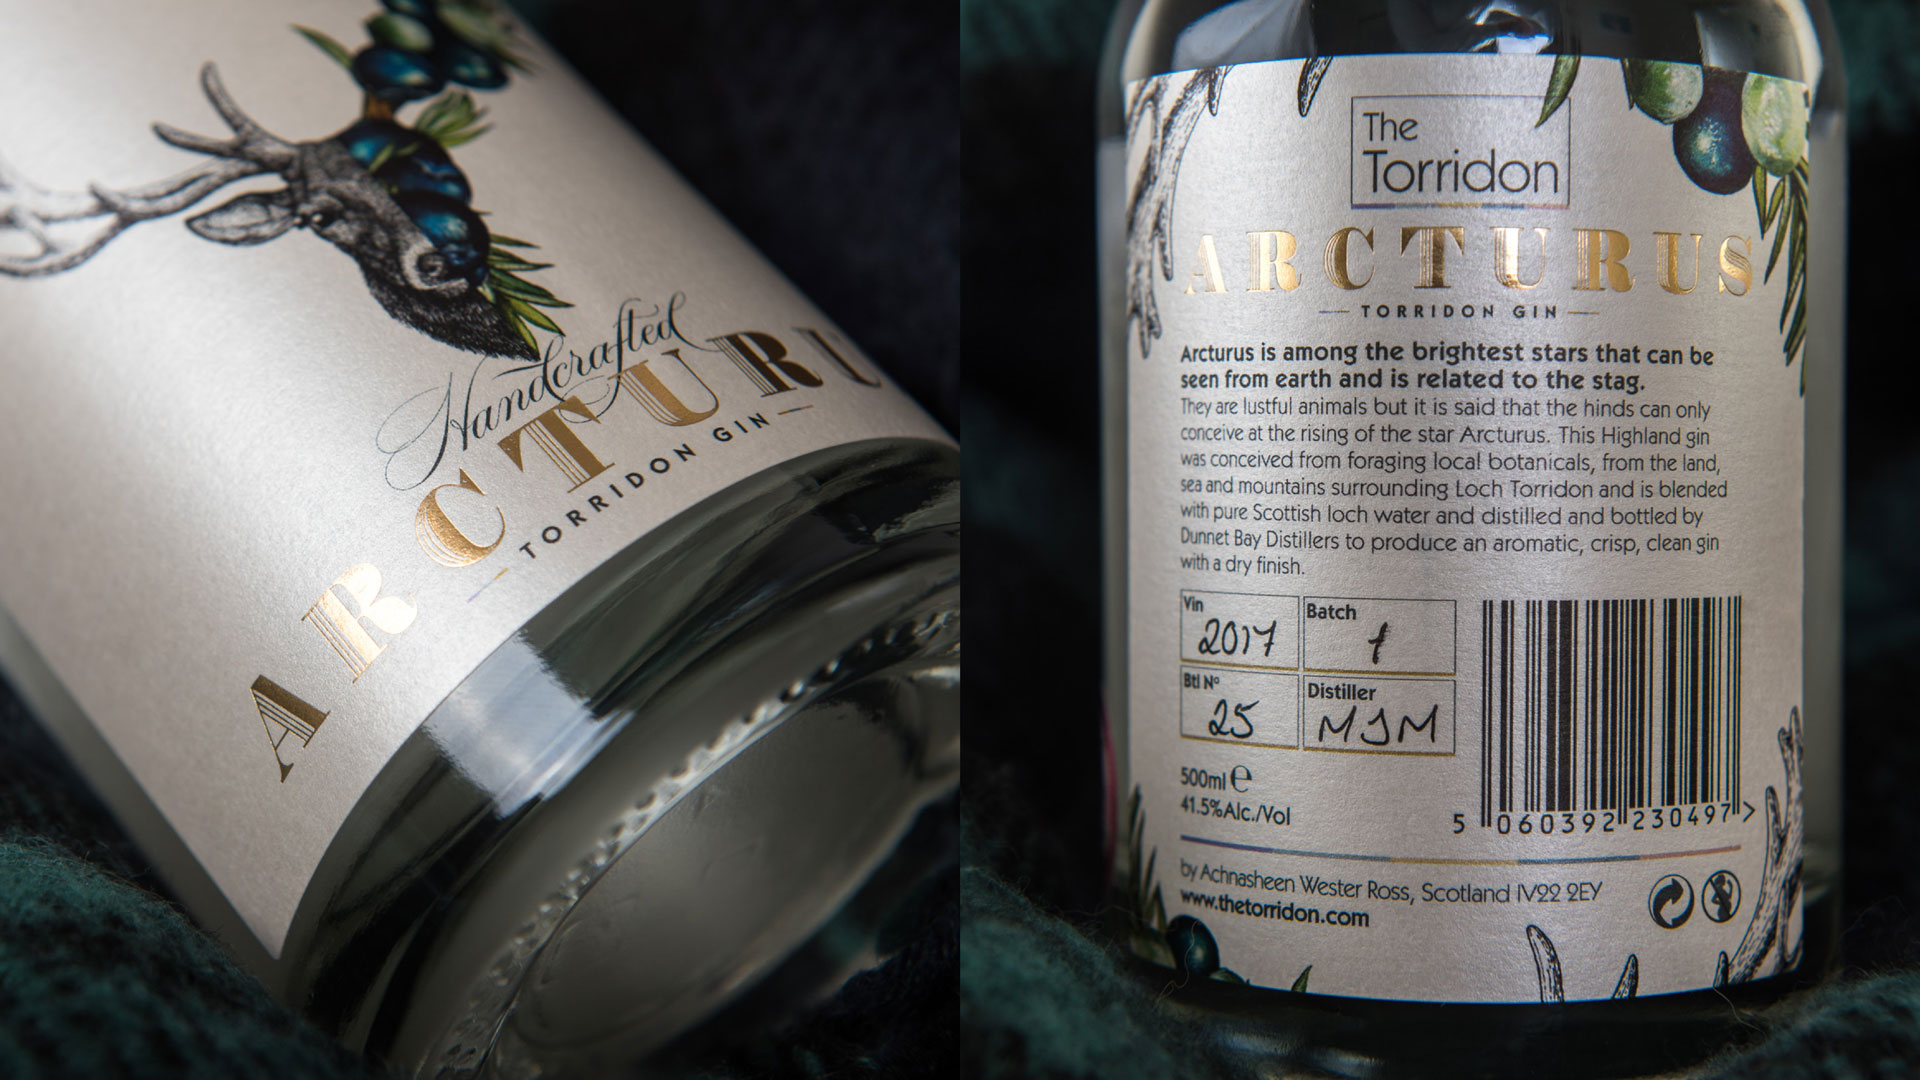 Handcrafted
ARCTURU
TORRIDON GIN
The
Torridon
ARCTURUS
TORRIDON GIN
Arcturus is among the brightest stars that can be
seen from earth and is related to the stag.
They are lustful animals but it is said that the hinds can only
conceive at the rising of the star Arcturus. This Highland gin
was conceived from foraging local botanicals, from the land,
sea and mountains surrounding Loch Torridon and is blended
with pure Scottish loch water and distilled and bottled by
Dunnet Bay Distillers to produce an aromatic, crisp, clean gin
with a dry finish.
Vin 2017 Batch 1
Btl Nº 25 Distiller MJM
500ml ℮
41.5%Alc./Vol
5 060392 230497 >
by Achnasheen Wester Ross, Scotland IV22 2EY
www.thetorridon.com